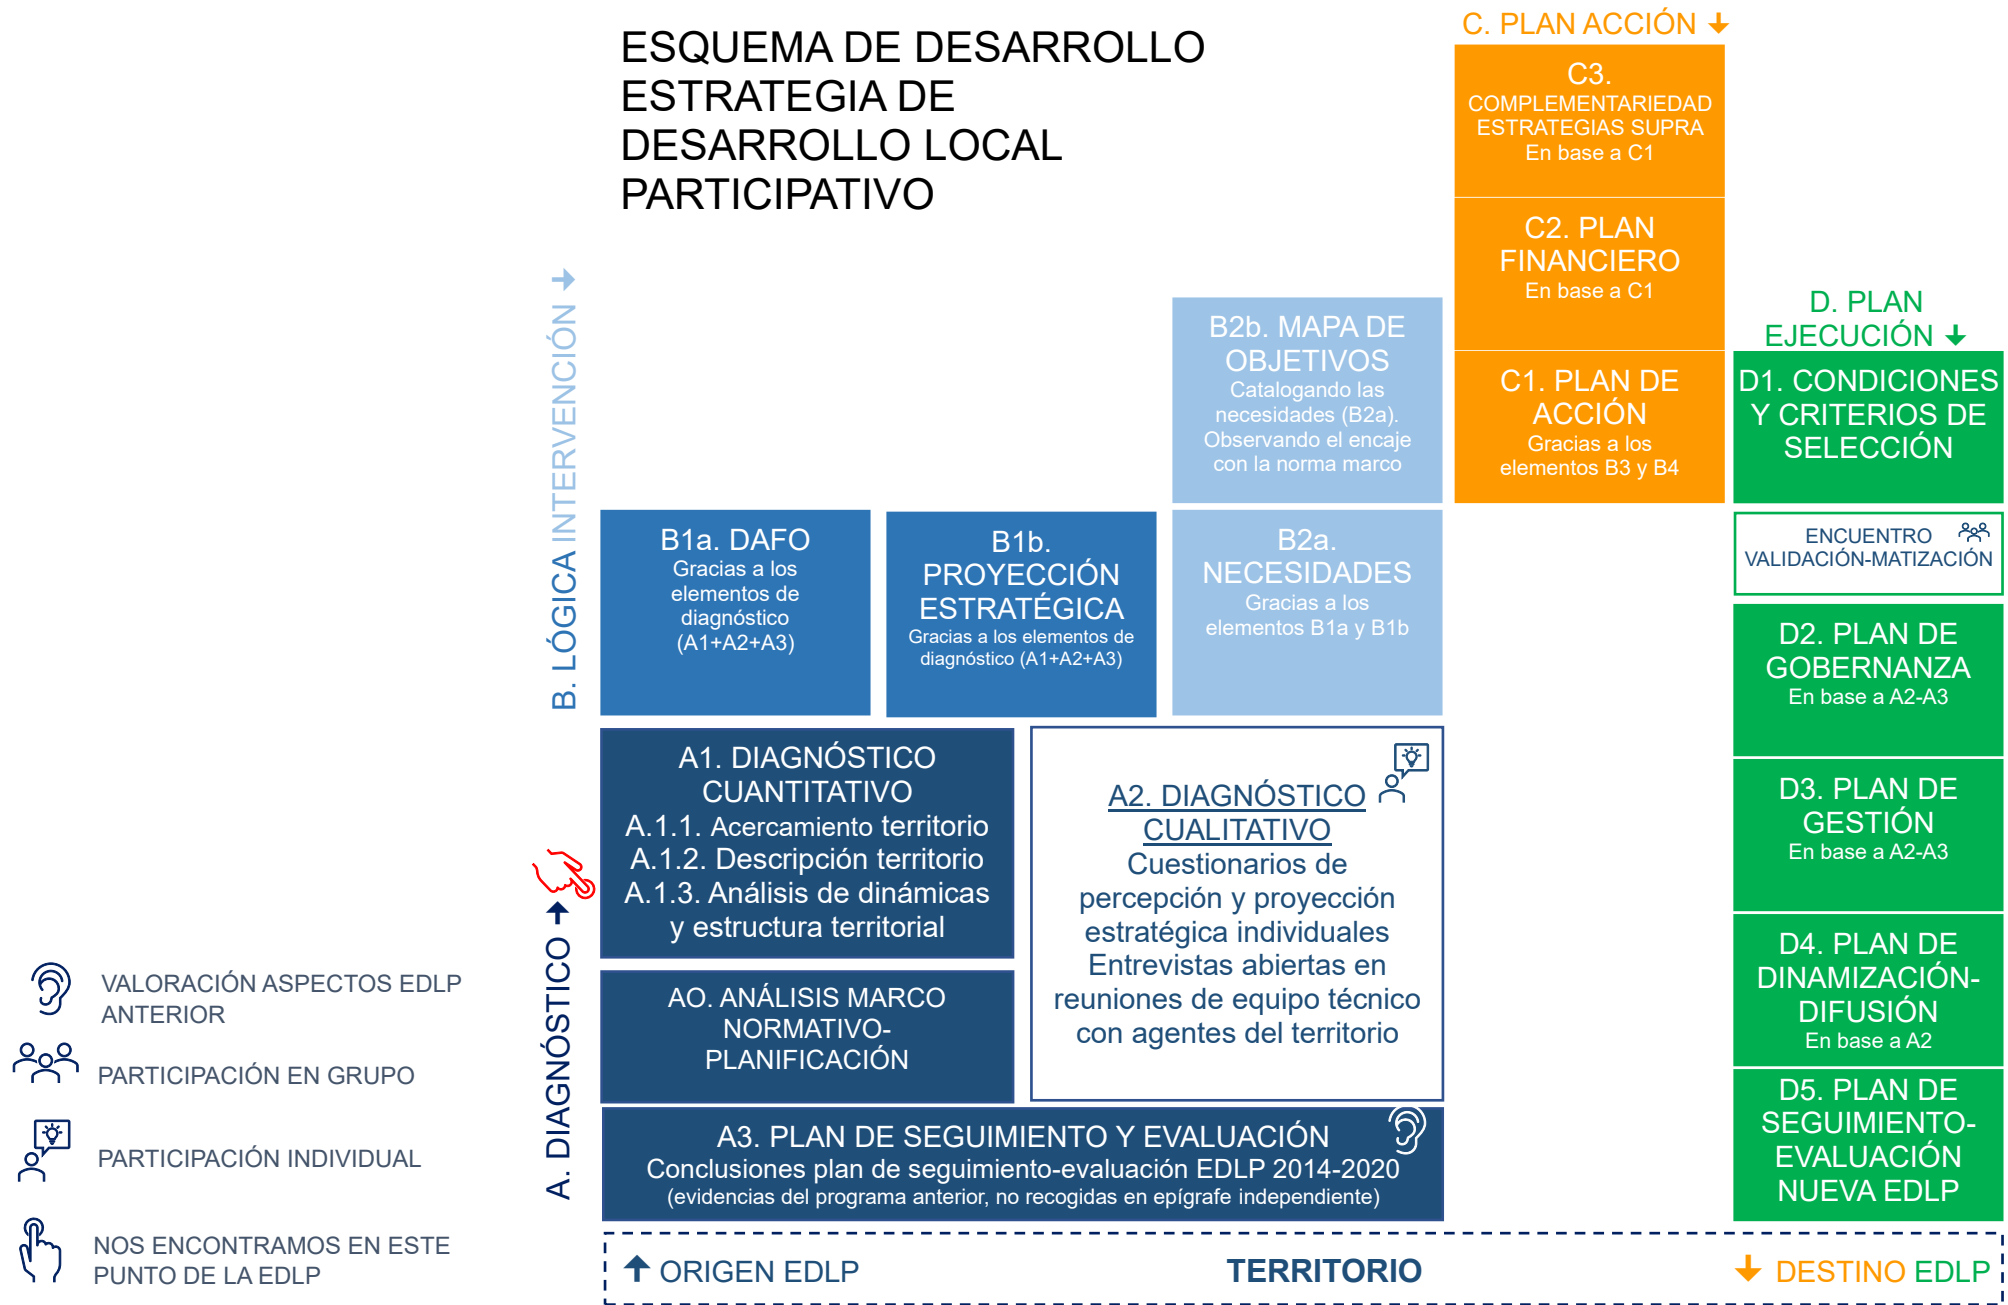 ESQUEMA DE DESARROLLO
ESTRATEGIA DE
DESARROLLO LOCAL
PARTICIPATIVO
C. PLAN ACCIÓN ↓
C3.
COMPLEMENTARIEDAD
ESTRATEGIAS SUPRA
En base a C1
C2. PLAN
FINANCIERO
En base a C1
C1. PLAN DE
ACCIÓN
Gracias a los
elementos B3 y B4
D. PLAN
EJECUCIÓN ↓
D1. CONDICIONES
Y CRITERIOS DE
SELECCIÓN
ENCUENTRO
VALIDACIÓN-MATIZACIÓN
D2. PLAN DE
GOBERNANZA
En base a A2-A3
D3. PLAN DE
GESTIÓN
En base a A2-A3
D4. PLAN DE
DINAMIZACIÓN-
DIFUSIÓN
En base a A2
D5. PLAN DE
SEGUIMIENTO-
EVALUACIÓN
NUEVA EDLP
B. LÓGICA INTERVENCIÓN →
B2b. MAPA DE
OBJETIVOS
Catalogando las
necesidades (B2a).
Observando el encaje
con la norma marco
B1a. DAFO
Gracias a los
elementos de
diagnóstico
(A1+A2+A3)
B1b.
PROYECCIÓN
ESTRATÉGICA
Gracias a los elementos de
diagnóstico (A1+A2+A3)
B2a.
NECESIDADES
Gracias a los
elementos B1a y B1b
A. DIAGNÓSTICO →
A1. DIAGNÓSTICO
CUANTITATIVO
A.1.1. Acercamiento territorio
A.1.2. Descripción territorio
A.1.3. Análisis de dinámicas
y estructura territorial
A2. DIAGNÓSTICO
CUALITATIVO
Cuestionarios de
percepción y proyección
estratégica individuales
Entrevistas abiertas en
reuniones de equipo técnico
con agentes del territorio
AO. ANÁLISIS MARCO
NORMATIVO-
PLANIFICACIÓN
A3. PLAN DE SEGUIMIENTO Y EVALUACIÓN
Conclusiones plan de seguimiento-evaluación EDLP 2014-2020
(evidencias del programa anterior, no recogidas en epígrafe independiente)
VALORACIÓN ASPECTOS EDLP
ANTERIOR
PARTICIPACIÓN EN GRUPO
PARTICIPACIÓN INDIVIDUAL
NOS ENCONTRAMOS EN ESTE
PUNTO DE LA EDLP
↑ ORIGEN EDLP
TERRITORIO
↓ DESTINO EDLP